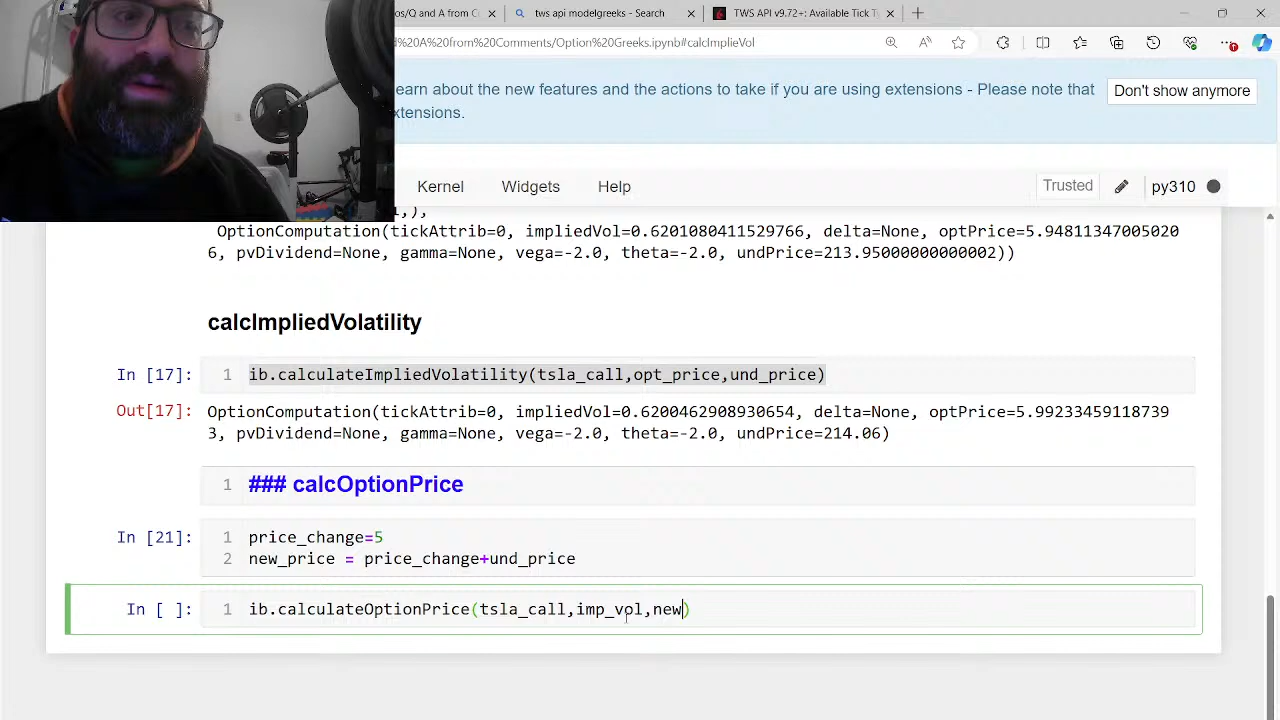 os/Q and A from C
tws api modelgreeks - Search
TWS API v9.72+: Available Tick Ty
d%20A%20from%20Comments/Option%20Greeks.ipynb#calcImplieVol
earn about the new features and the actions to take if you are using extensions - Please note that
xtensions.
Don't show anymore
Kernel
Widgets
Help
Trusted
py310
OptionComputation(tickAttrib=0, impliedVol=0.6201080411529766, delta=None, optPrice=5.94811347005020
6, pvDividend=None, gamma=None, vega=-2.0, theta=-2.0, undPrice=213.95000000000002))
calcImpliedVolatility
In [17]:
1 ib.calculateImpliedVolatility(tsla_call,opt_price,und_price)
Out[17]: OptionComputation(tickAttrib=0, impliedVol=0.6200462908930654, delta=None, optPrice=5.99233459118739
3, pvDividend=None, gamma=None, vega=-2.0, theta=-2.0, undPrice=214.06)
1 ### calcOptionPrice
In [21]:
1 price_change=5
2 new_price = price_change+und_price
In [ ]:
1 ib.calculateOptionPrice(tsla_call,imp_vol,new)